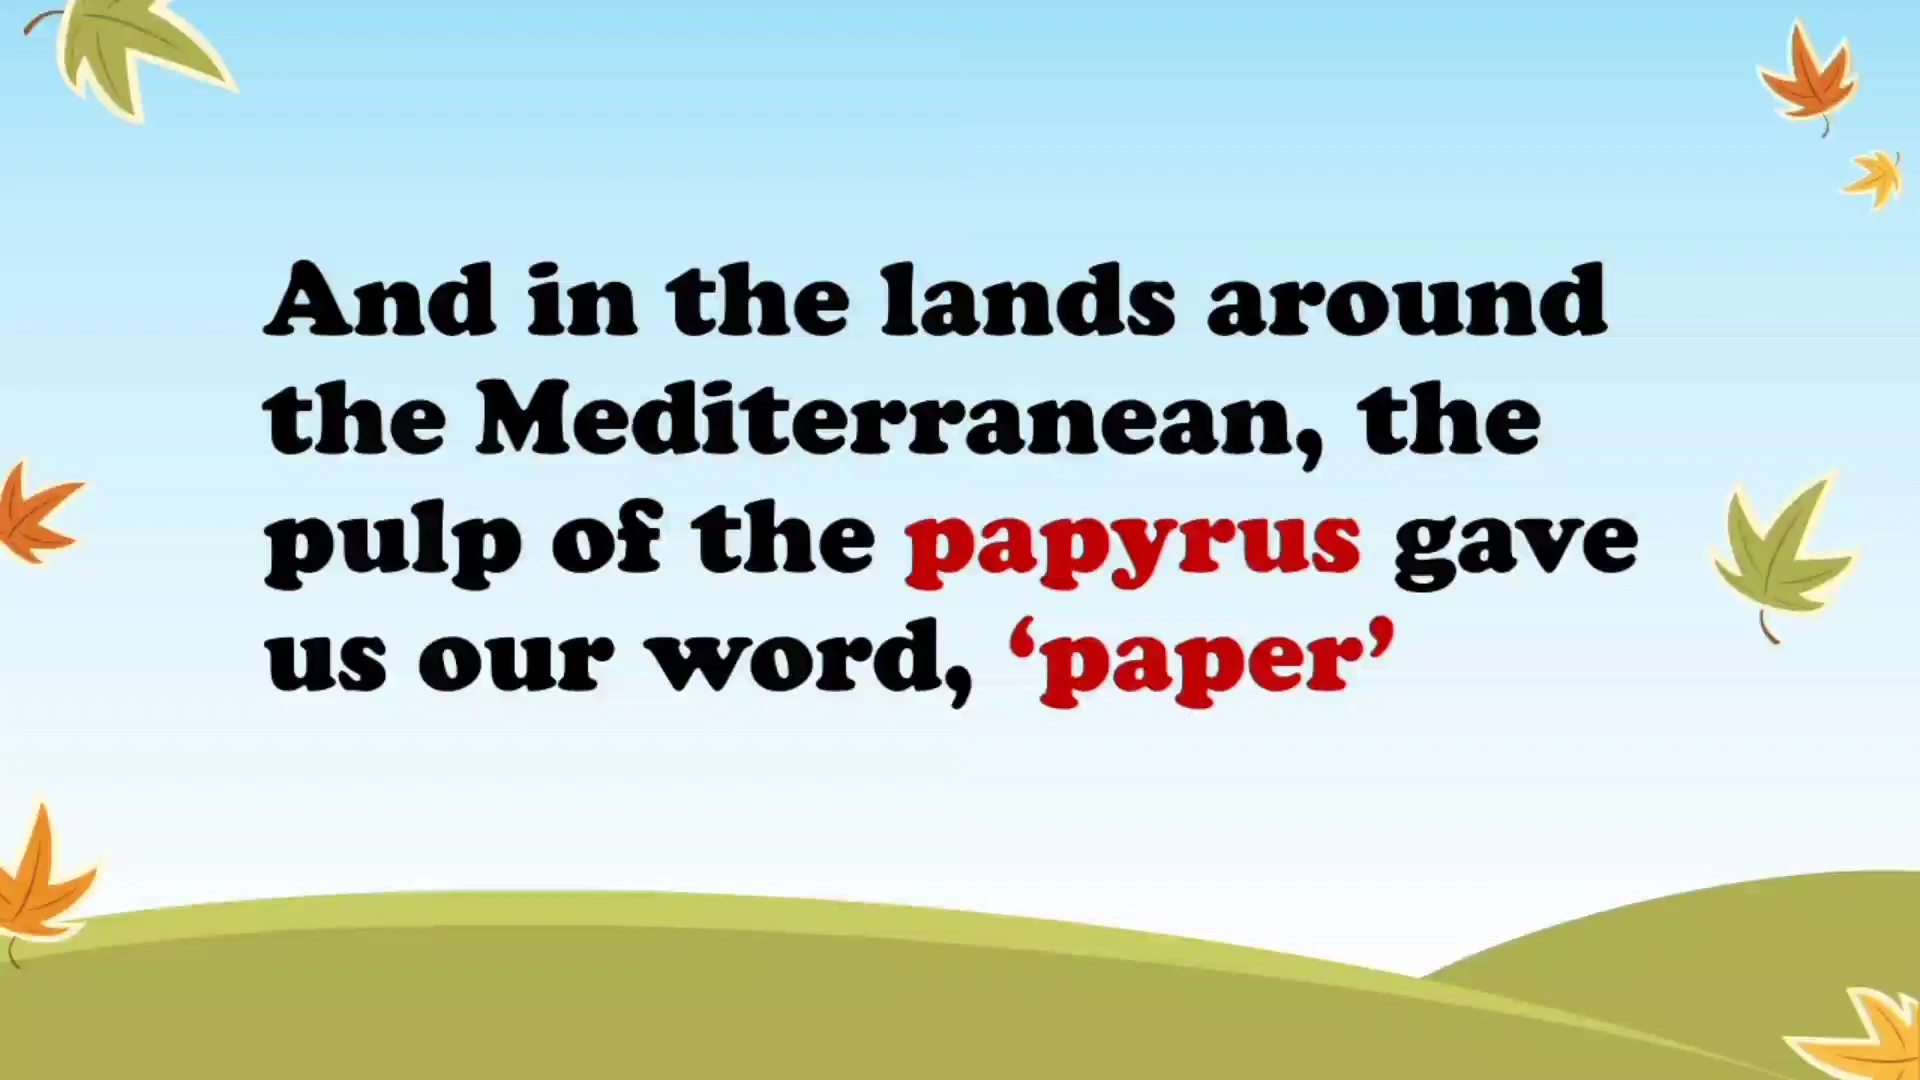 And in the lands around
the Mediterranean, the
pulp of the papyrus gave
us our word, ‘paper’